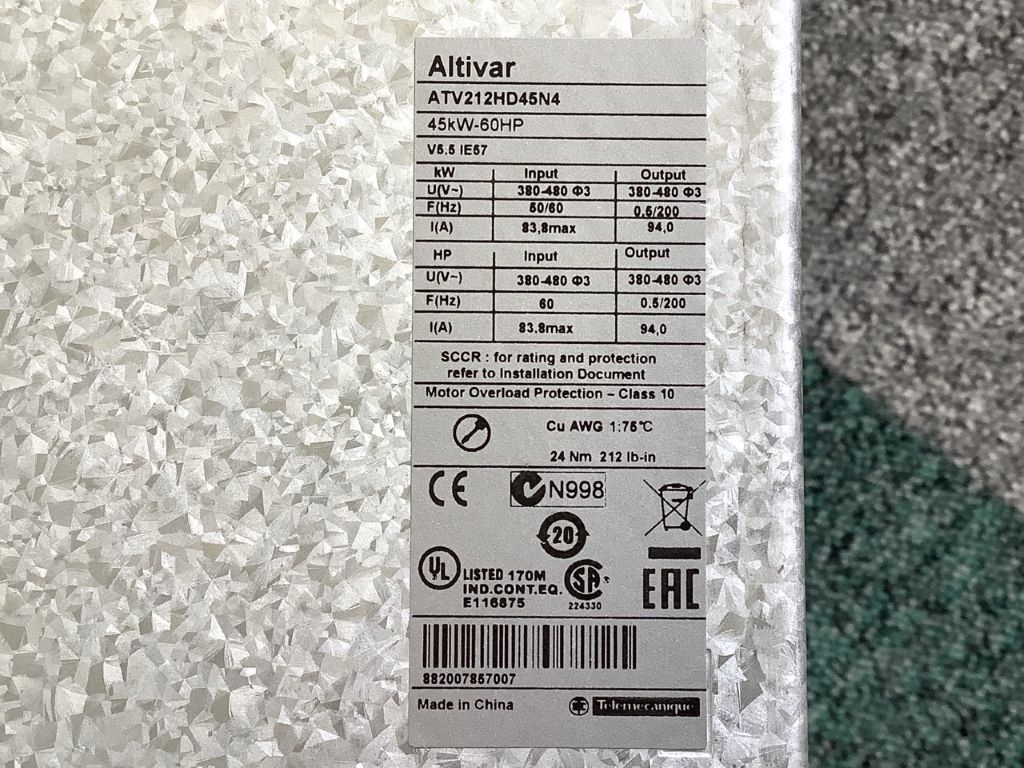 Altivar
ATV212HD45N4
45kW-60HP
V5.5 IE57
kW Input Output
U(V~) 380-480 Φ3 380-480 Φ3
F(Hz) 50/60 0.5/200
I(A) 83,8max 94,0
HP Input Output
U(V~) 380-480 Φ3 380-480 Φ3
F(Hz) 60 0.5/200
I(A) 83,8max 94,0
SCCR : for rating and protection
refer to Installation Document
Motor Overload Protection – Class 10
Cu AWG 1:75℃
24 Nm 212 lb-in
CE N998
20
UL LISTED 170M
IND.CONT.EQ.
E116875
SA
224330
EAC
882007857007
Made in China Telemecanique